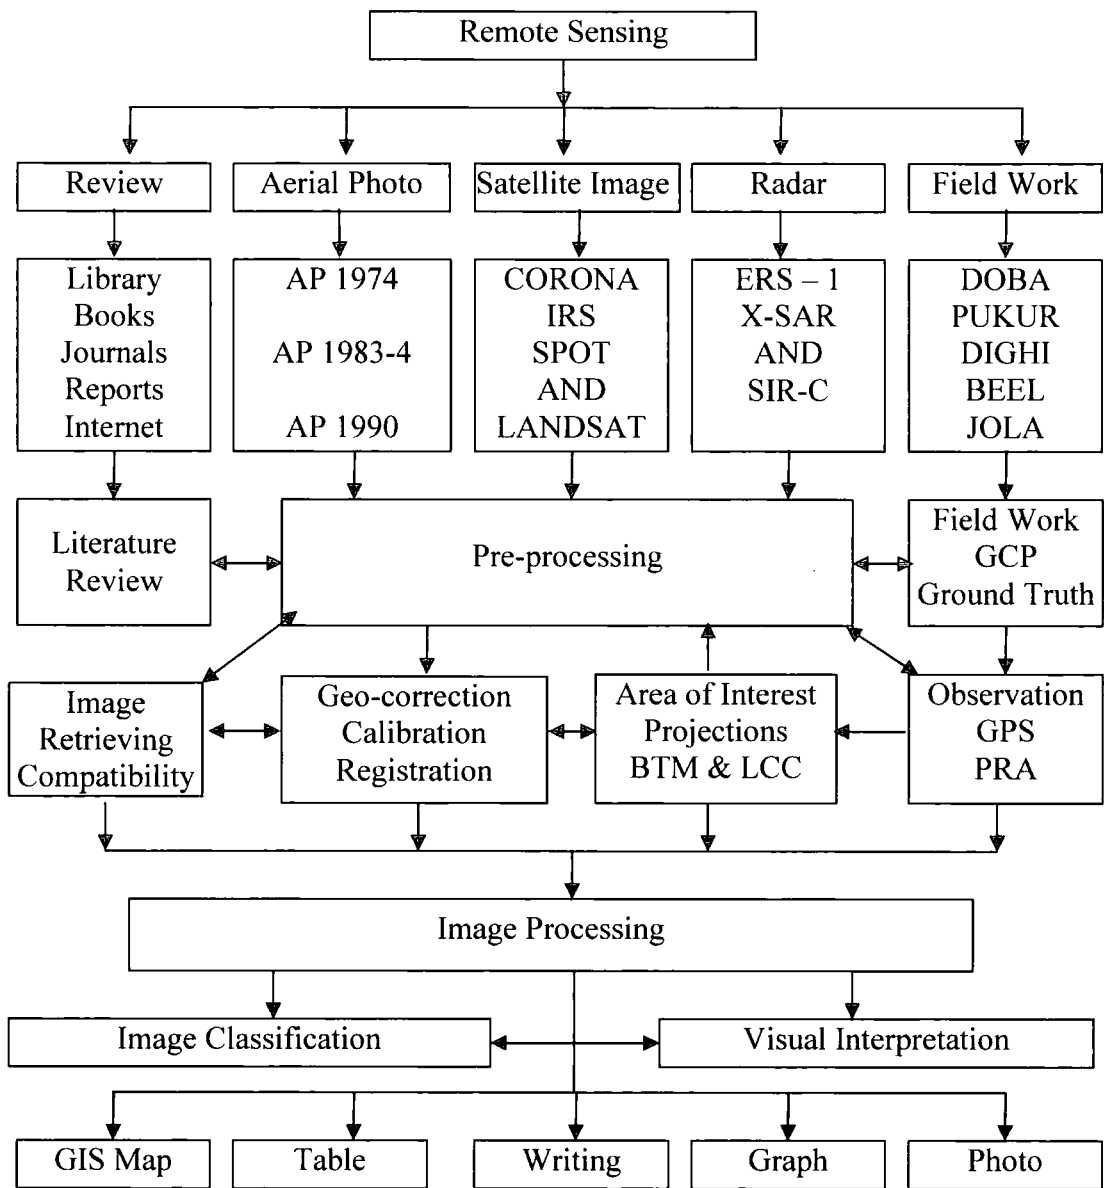 Remote Sensing
Review
Aerial Photo
Satellite Image
Radar
Field Work
Library
Books
Journals
Reports
Internet
AP 1974
AP 1983-4
AP 1990
CORONA
IRS
SPOT
AND
LANDSAT
ERS – 1
X-SAR
AND
SIR-C
DOBA
PUKUR
DIGHI
BEEL
JOLA
Literature
Review
Pre-processing
Field Work
GCP
Ground Truth
Image
Retrieving
Compatibility
Geo-correction
Calibration
Registration
Area of Interest
Projections
BTM & LCC
Observation
GPS
PRA
Image Processing
Image Classification
Visual Interpretation
GIS Map
Table
Writing
Graph
Photo